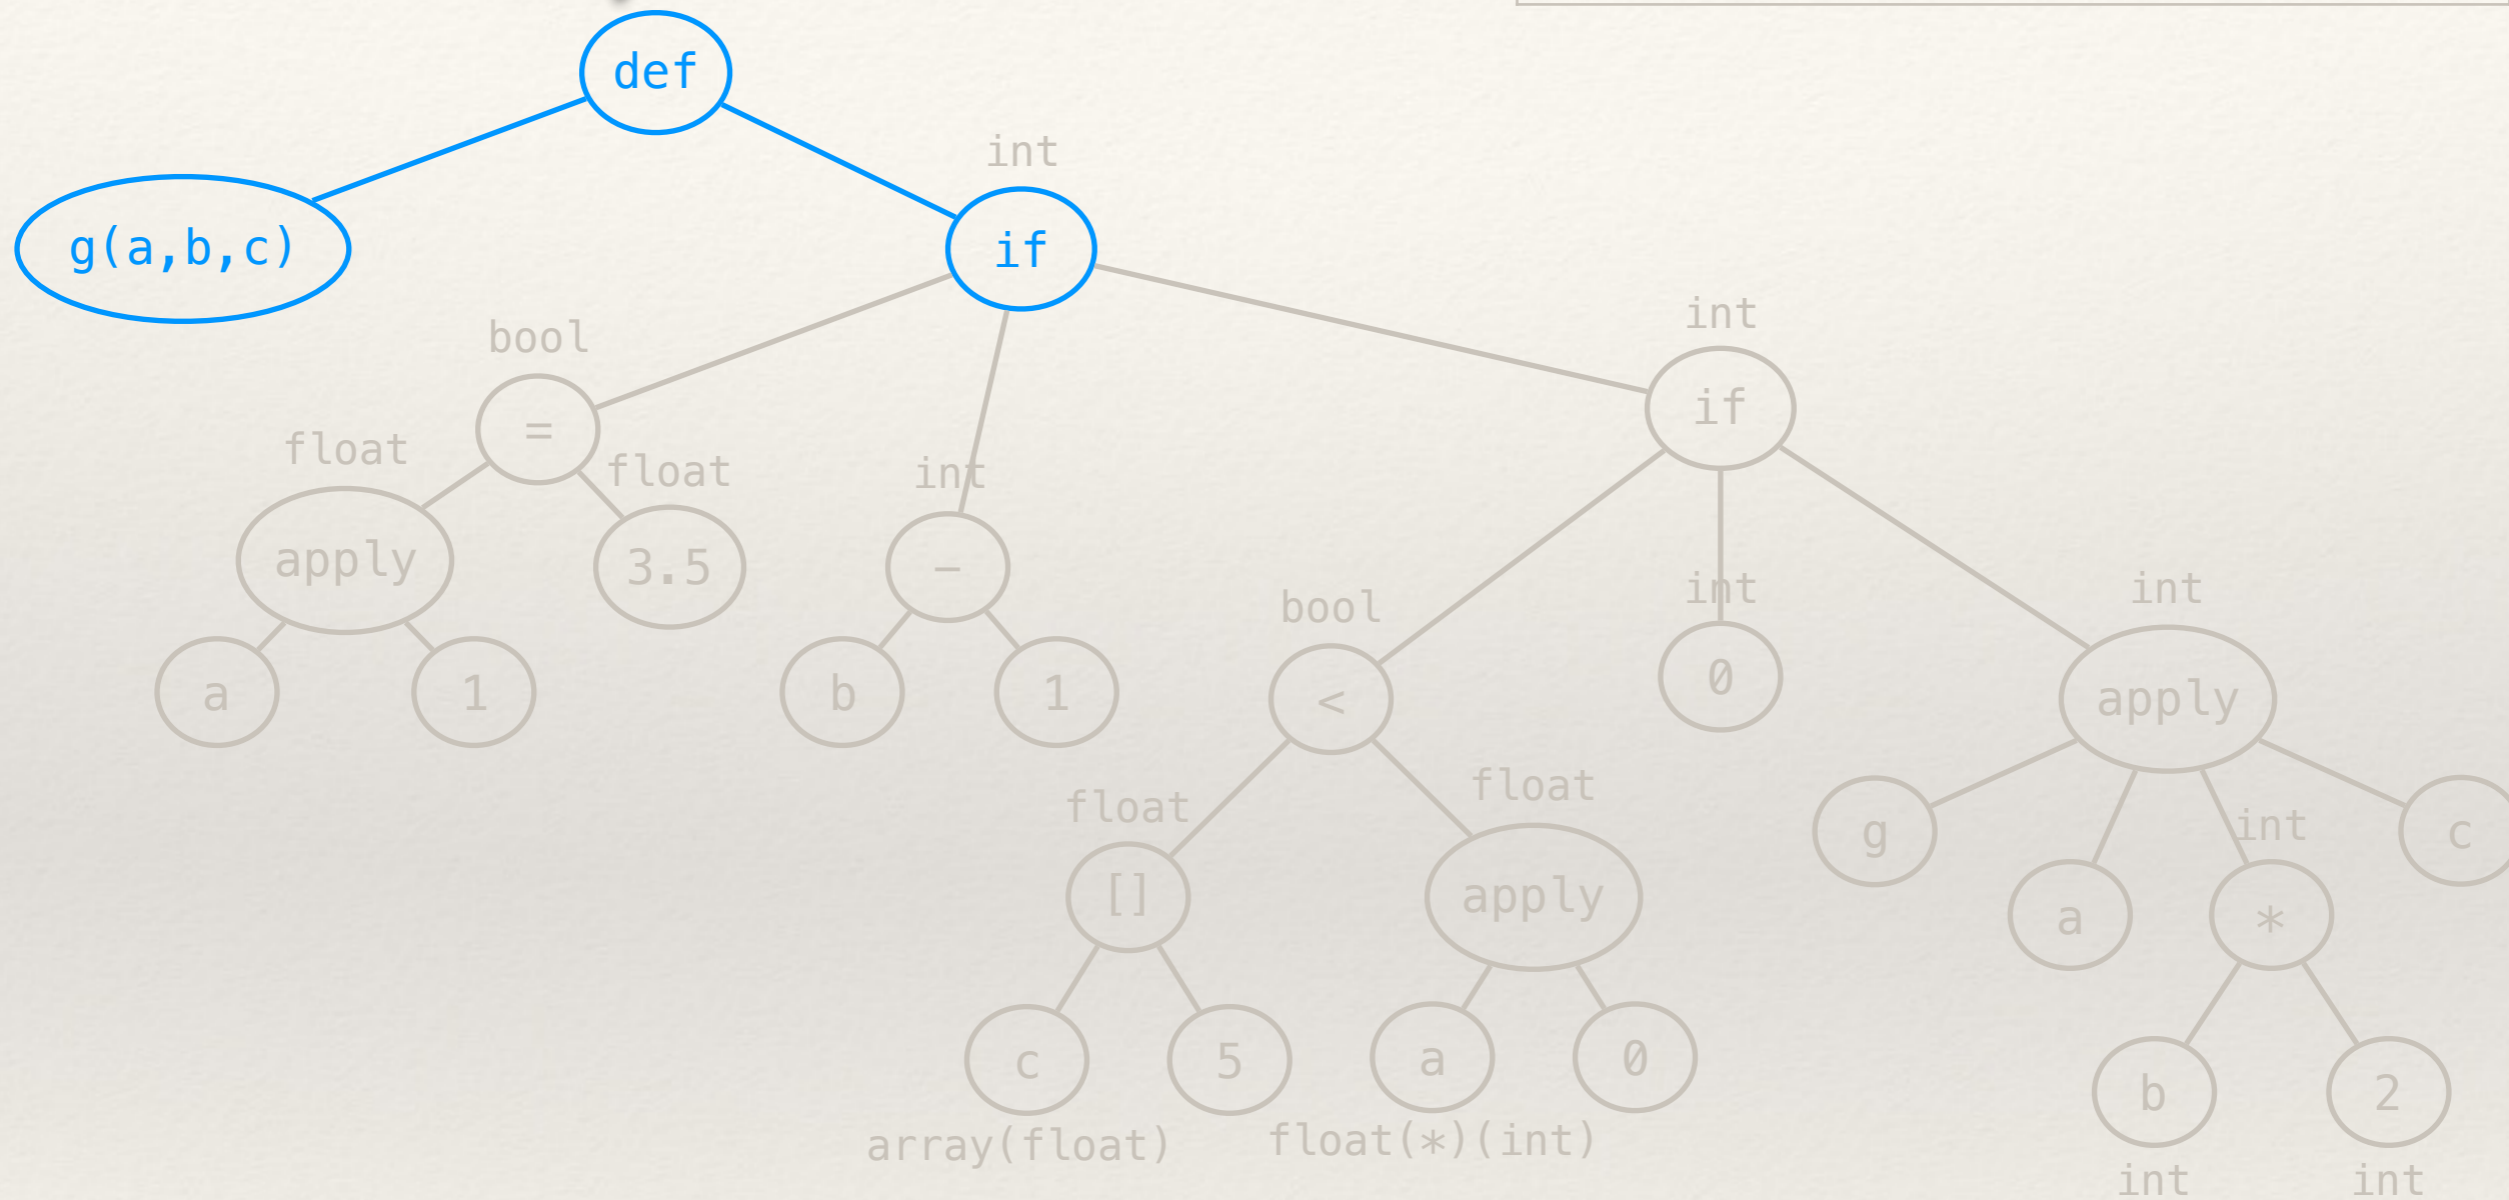 def
int
g(a,b,c)
if
int
bool
if
=
float
float
int
apply
3.5
−
int
int
bool
a
1
b
1
<
0
apply
float
float
int
g
c
[]
apply
a
*
c
5
a
0
b
2
array(float)
float(*)(int)
int
int